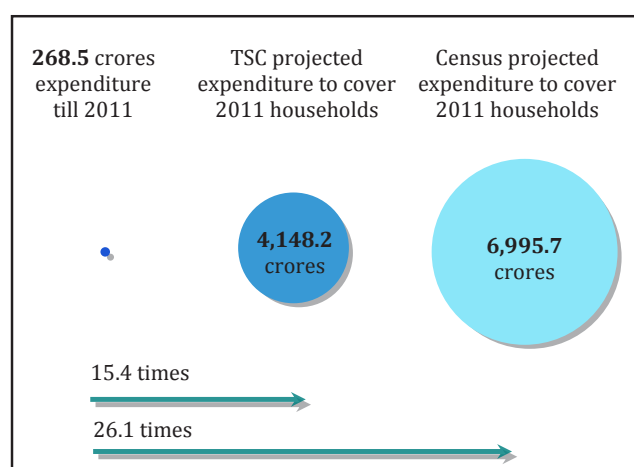 268.5 crores
expenditure
till 2011
TSC projected
expenditure to cover
2011 households
Census projected
expenditure to cover
2011 households
4,148.2
crores
6,995.7
crores
15.4 times
26.1 times